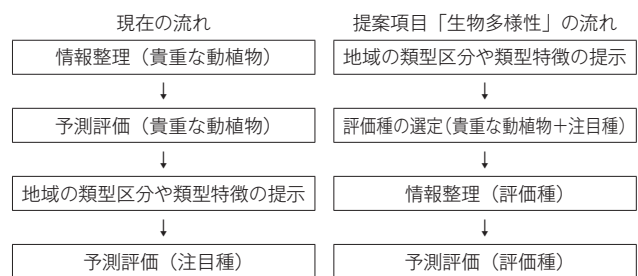 現在の流れ
情報整理（貴重な動植物）
↓
予測評価（貴重な動植物）
↓
地域の類型区分や類型特徴の提示
↓
予測評価（注目種）
提案項目「生物多様性」の流れ
地域の類型区分や類型特徴の提示
↓
評価種の選定（貴重な動植物＋注目種）
↓
情報整理（評価種）
↓
予測評価（評価種）